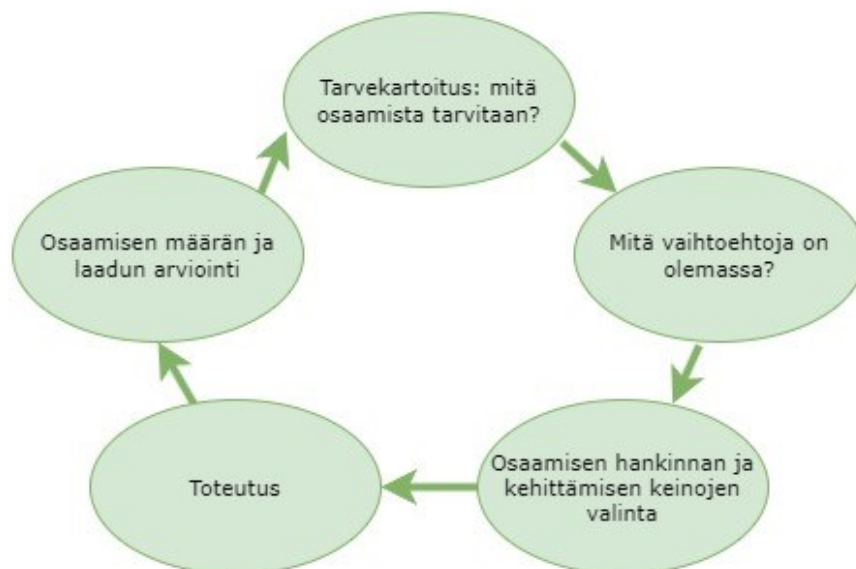 Tarvekartoitus: mitä
osaamista tarvitaan?
Mitä vaihtoehtoja on
olemassa?
Osaamisen hankinnan ja
kehittämisen keinojen
valinta
Toteutus
Osaamisen määrän ja
laadun arviointi